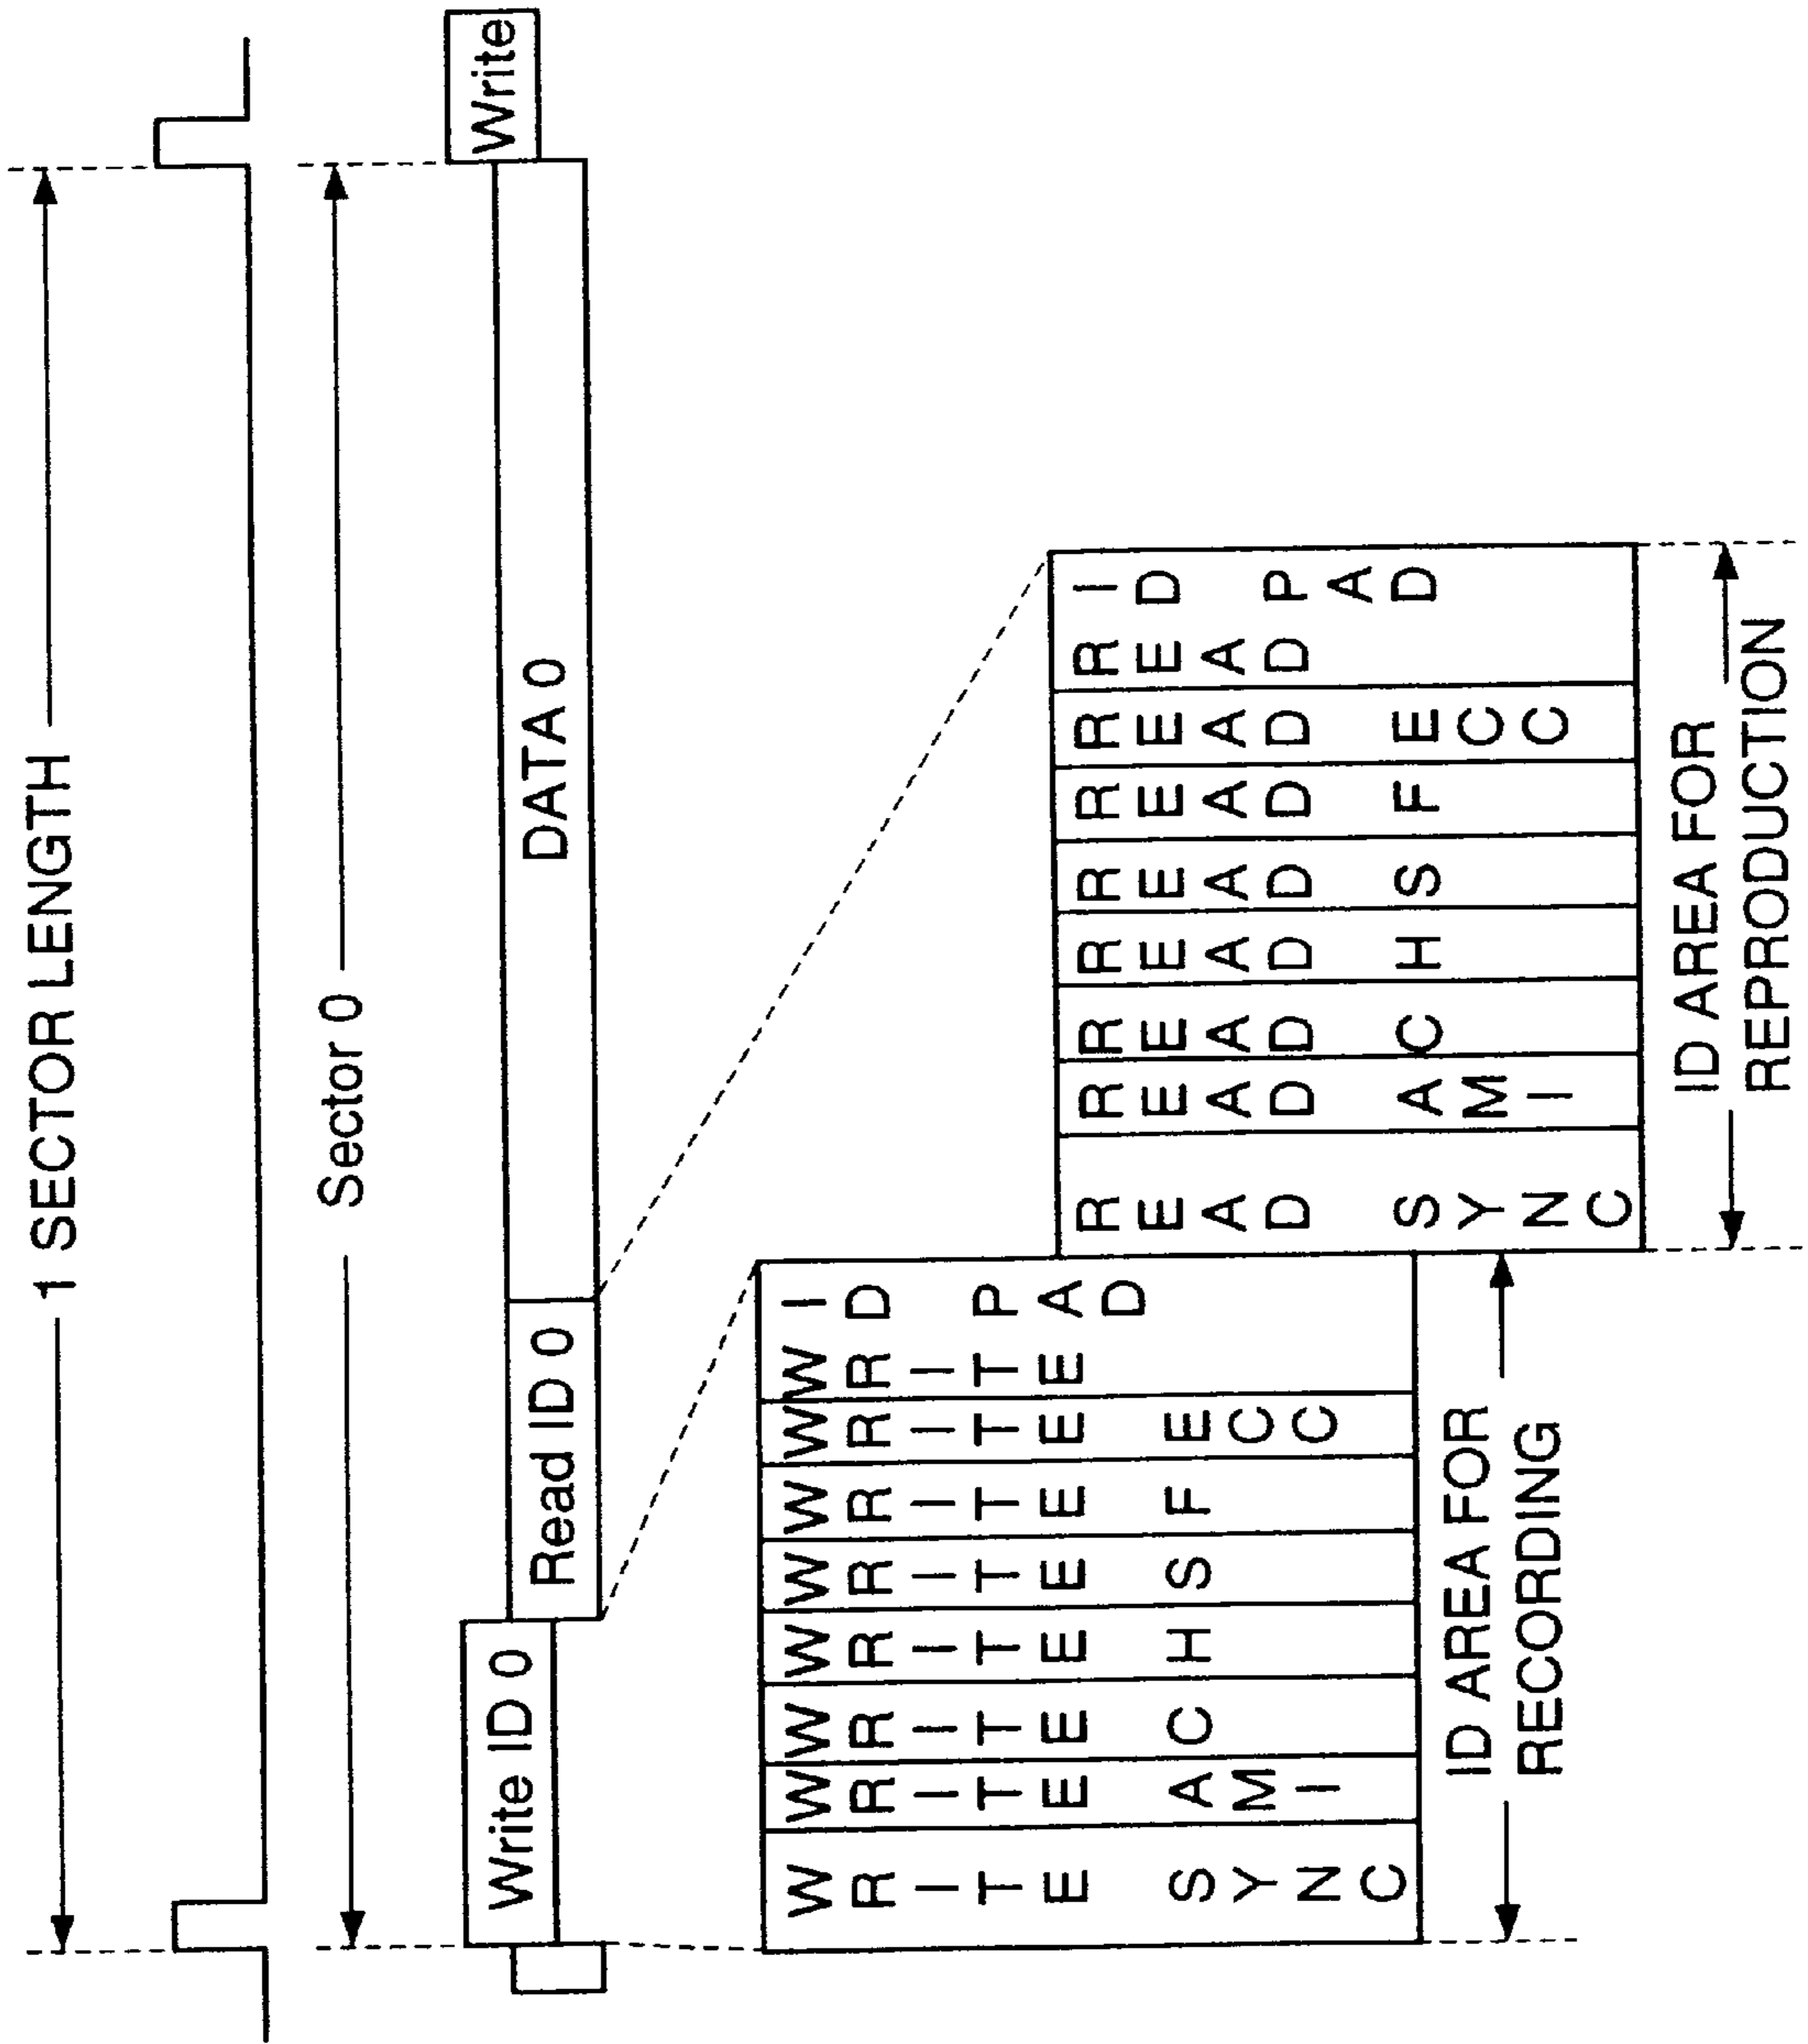 1 SECTOR LENGTH
Sector 0
Write ID 0
Read ID 0
DATA 0
Write
WRITE SYNC
WRITE AMI
WRITE C
WRITE H
WRITE S
WRITE F
WRITE ECC
WRITE ID PAD
READ SYNC
READ AMI
READ C
READ H
READ S
READ F
READ ECC
READ ID PAD
ID AREA FOR
RECORDING
ID AREA FOR
REPRODUCTION